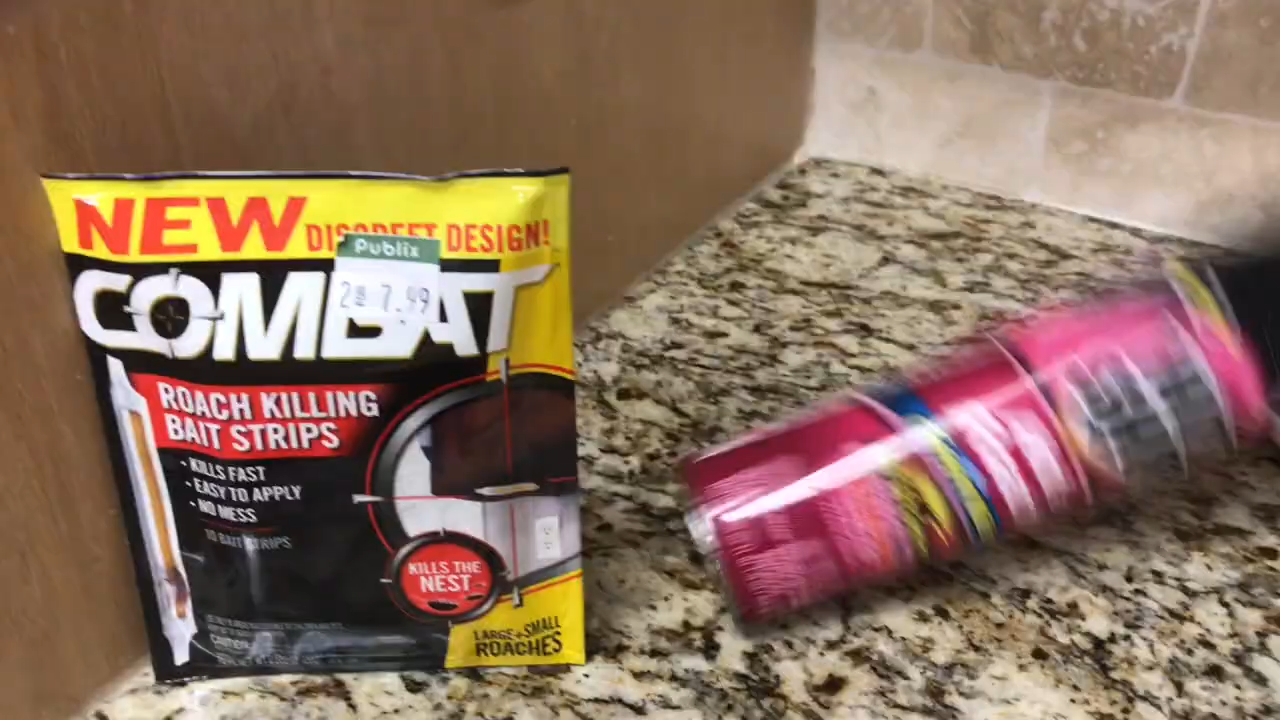 NEW DISCREET DESIGN!
Publix
7.99
COMBAT
ROACH KILLING
BAIT STRIPS
• KILLS FAST
• EASY TO APPLY
• NO MESS
10 BAIT STRIPS
KILLS THE
NEST
LARGE+SMALL
ROACHES